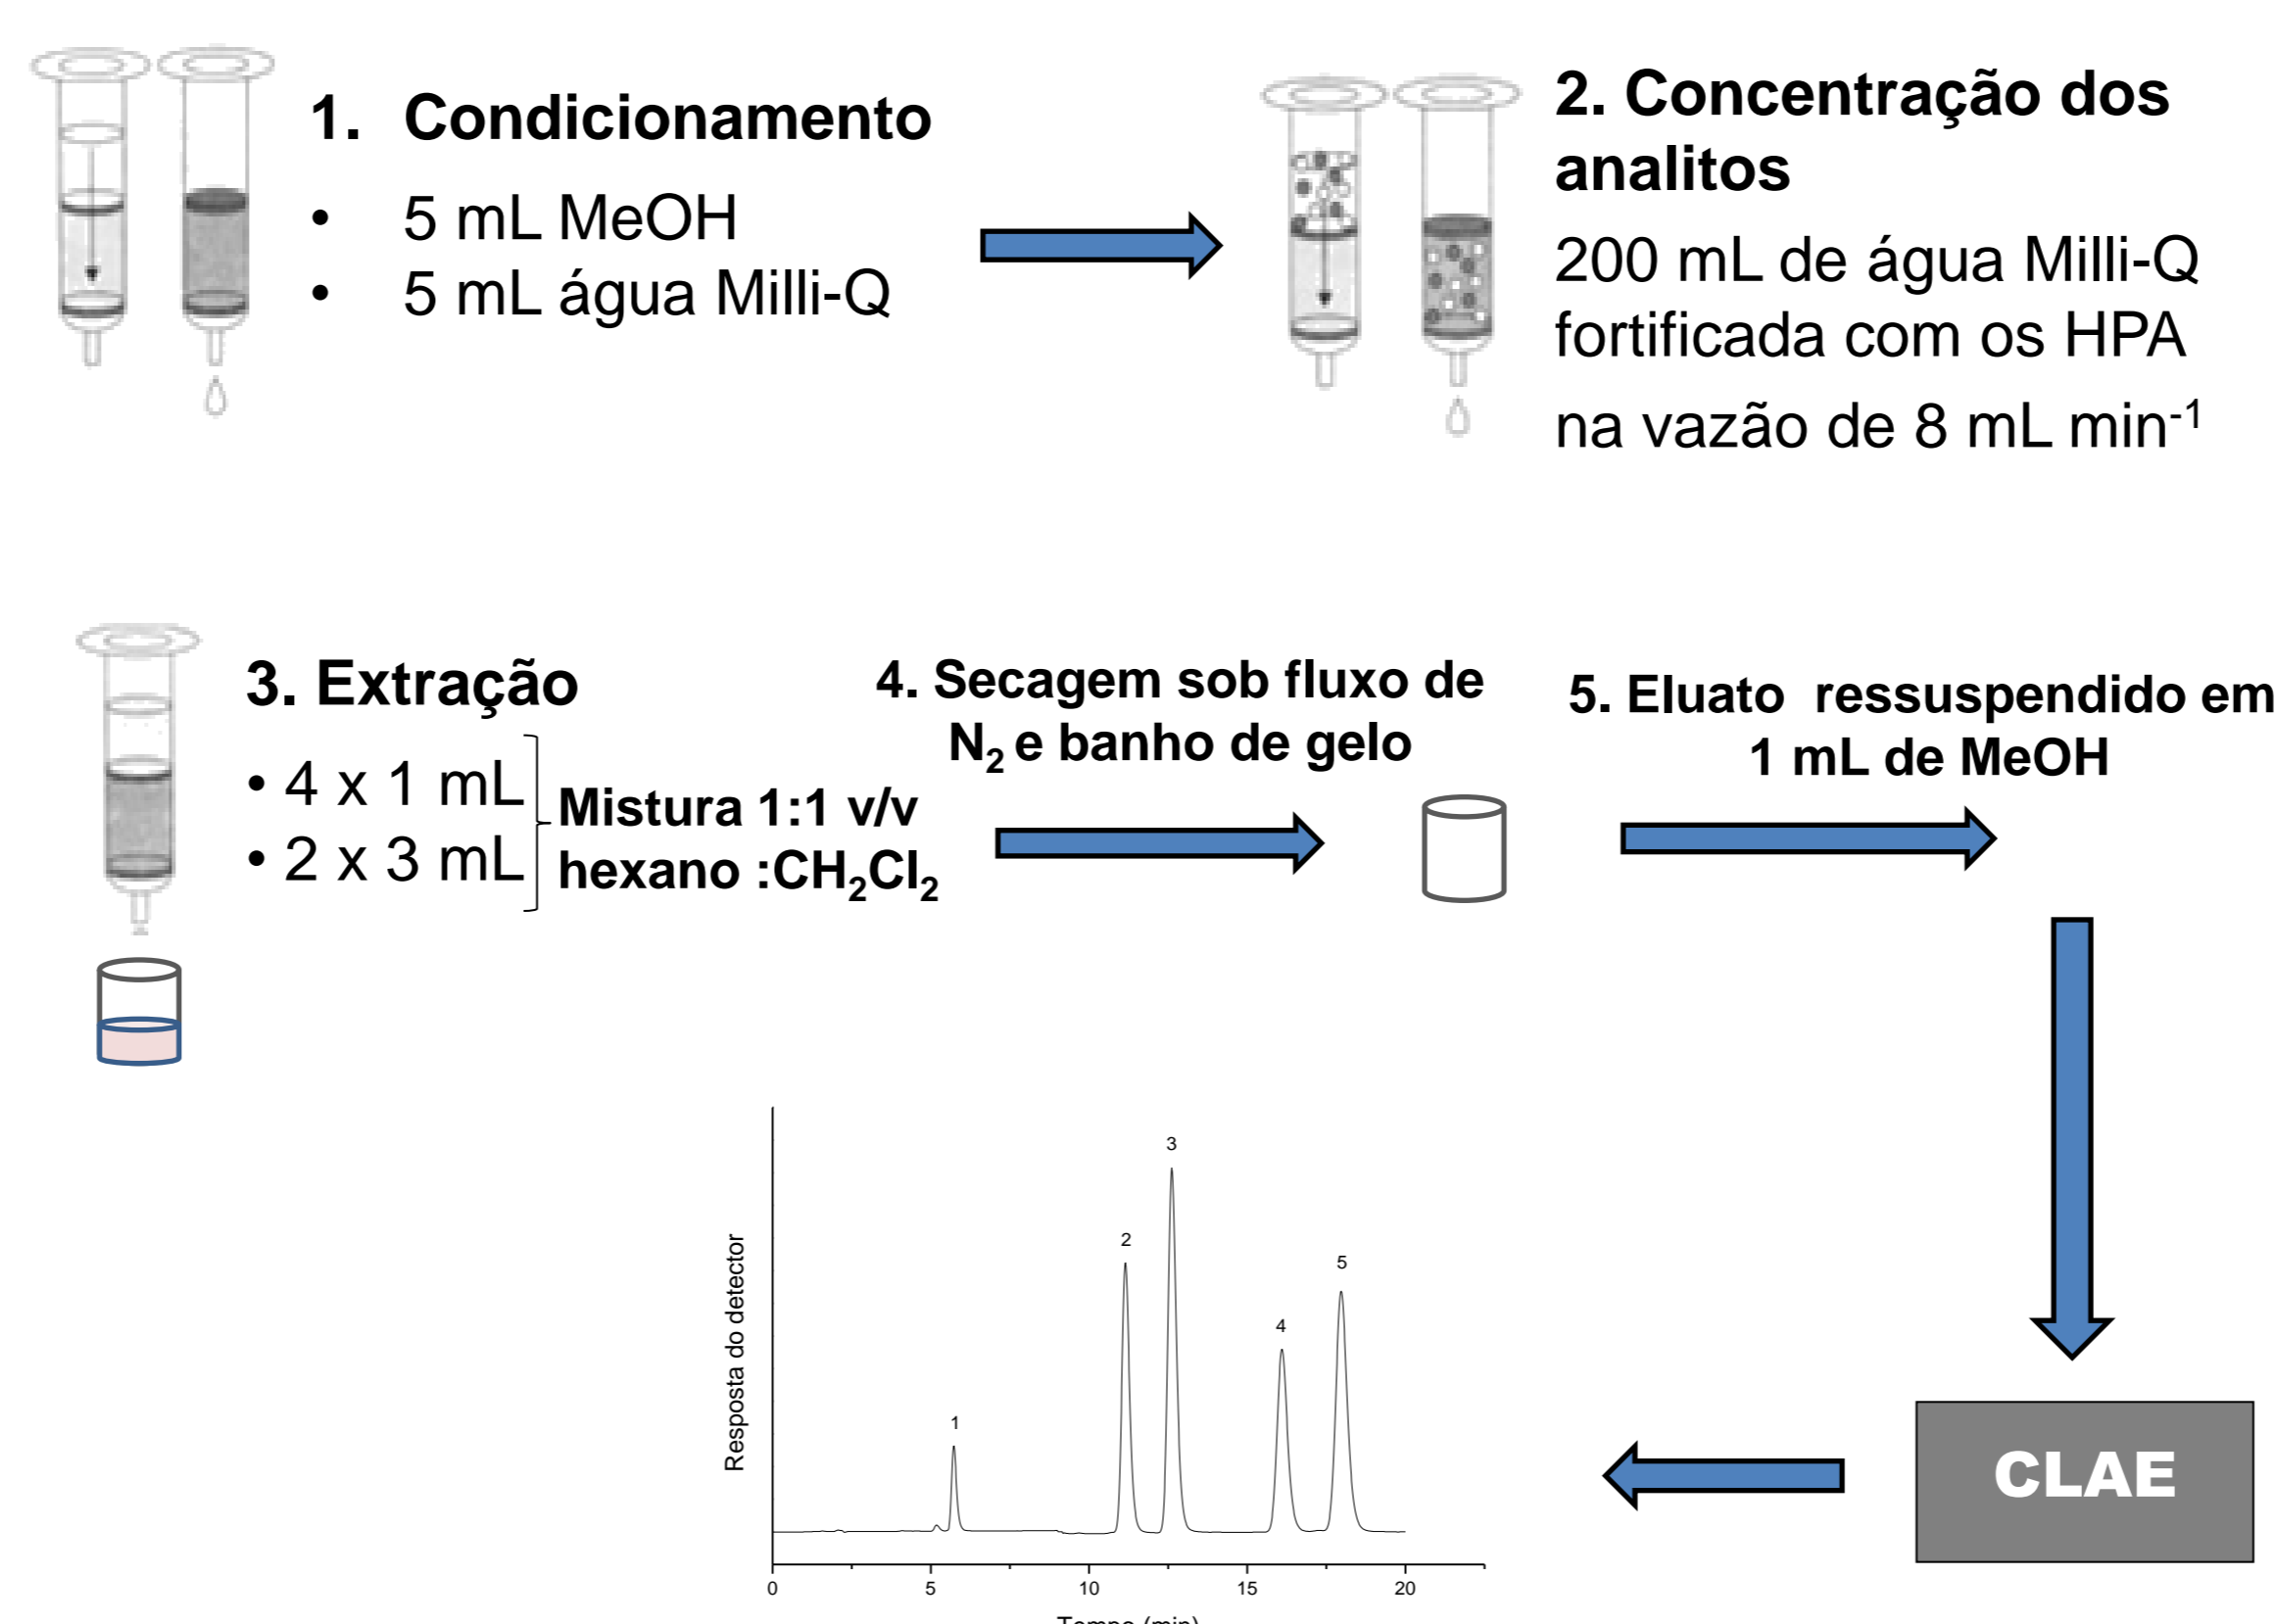 1. Condicionamento
• 5 mL MeOH
• 5 mL água Milli-Q
2. Concentração dos
analitos
200 mL de água Milli-Q
fortificada com os HPA
na vazão de 8 mL min⁻¹
3. Extração
• 4 x 1 mL
• 2 x 3 mL
Mistura 1:1 v/v
hexano :CH₂Cl₂
4. Secagem sob fluxo de
N₂ e banho de gelo
5. Eluato ressuspendido em
1 mL de MeOH
CLAE
Resposta do detector
1
2
3
4
5
0 5 10 15 20
Tempo (min)